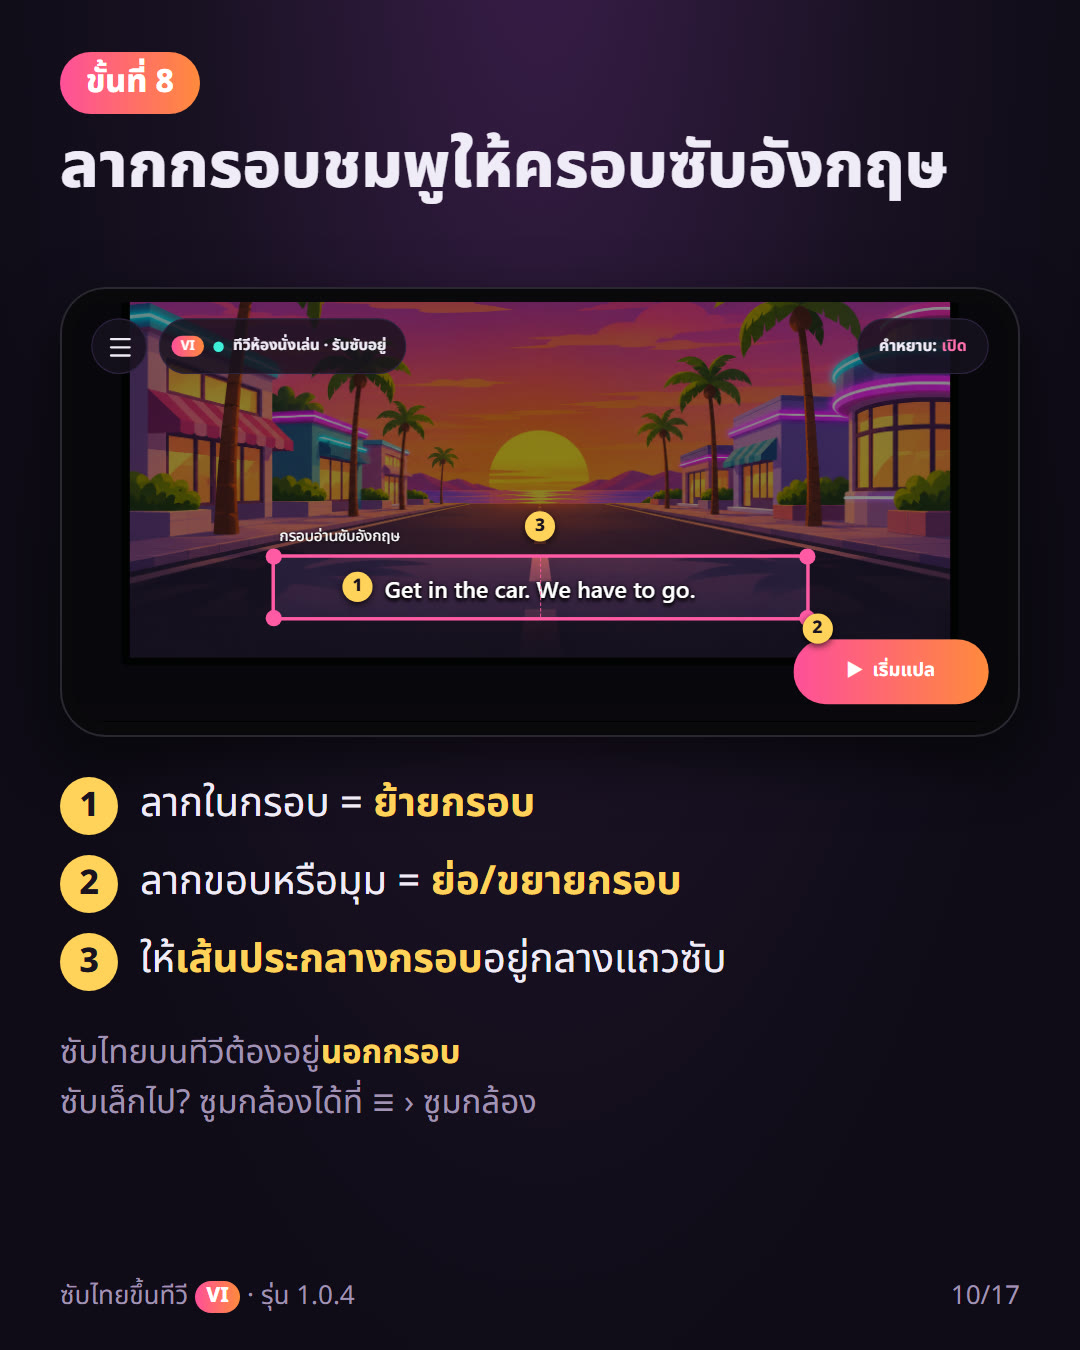 ขั้นที่ 8
ลากกรอบชมพูให้ครอบซับอังกฤษ
☰ VI ทีวีห้องนั่งเล่น · รับซับอยู่ คำหยาบ: เปิด
3
กรอบอ่านซับอังกฤษ
1 Get in the car. We have to go.
2
▶ เริ่มแปล
1 ลากในกรอบ = ย้ายกรอบ
2 ลากขอบหรือมุม = ย่อ/ขยายกรอบ
3 ให้เส้นประกลางกรอบอยู่กลางแถวซับ
ซับไทยบนทีวีต้องอยู่นอกกรอบ
ซับเล็กไป? ซูมกล้องได้ที่ ☰ › ซูมกล้อง
ซับไทยขึ้นทีวี VI · รุ่น 1.0.4 10/17